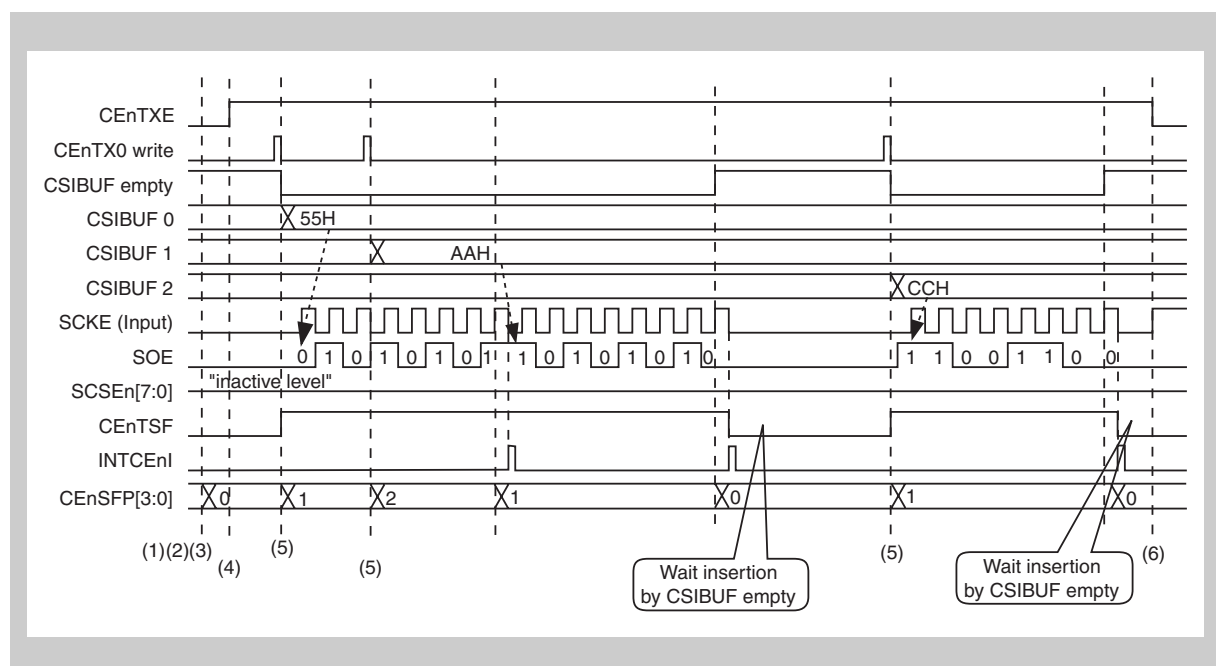 CEnTXE
CEnTX0 write
CSIBUF empty
CSIBUF 0
55H
CSIBUF 1
AAH
CSIBUF 2
CCH
SCKE (Input)
SOE
0 1 0 1 0 1 0 1 1 0 1 0 1 0 1 0
1 1 0 0 1 1 0 0
"inactive level"
SCSEn[7:0]
CEnTSF
INTCEnI
CEnSFP[3:0]
0 1 2 1 0 1 0
(1)(2)(3)
(4)
(5)
(5)
(5)
(6)
Wait insertion
by CSIBUF empty
Wait insertion
by CSIBUF empty